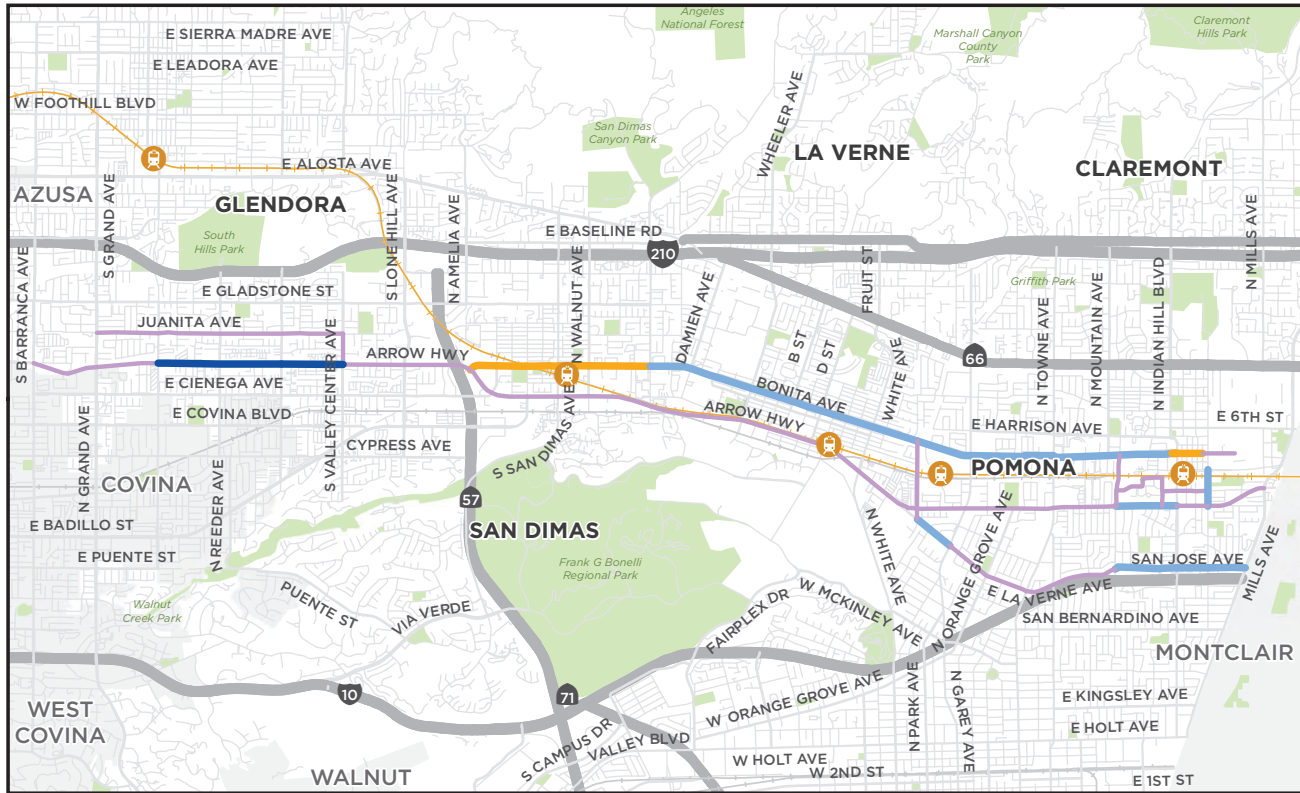 Angeles
National Forest
Claremont
Hills Park
E SIERRA MADRE AVE
Marshall Canyon
County
Park
E LEADORA AVE
WHEELER AVE
W FOOTHILL BLVD
San Dimas
Canyon Park
LA VERNE
E ALOSTA AVE
CLAREMONT
AZUSA
S GRAND AVE
GLENDORA
S LONE HILL AVE
N AMELIA AVE
N MILLS AVE
South
Hills Park
E BASELINE RD
210
S BARRANCA AVE
N WALNUT AVE
DAMIEN AVE
FRUIT ST
Griffith Park
N TOWNE AVE
N MOUNTAIN AVE
N INDIAN HILL BLVD
E GLADSTONE ST
JUANITA AVE
S VALLEY CENTER AVE
ARROW HWY
B ST
D ST
WHITE AVE
66
E CIENEGA AVE
BONITA AVE
E COVINA BLVD
ARROW HWY
E 6TH ST
E HARRISON AVE
CYPRESS AVE
S SAN DIMAS AVE
N GRAND AVE
POMONA
COVINA
N REEDER AVE
57
E BADILLO ST
SAN DIMAS
N WHITE AVE
N ORANGE GROVE AVE
E PUENTE ST
Frank G Bonelli
Regional Park
SAN JOSE AVE
MILLS AVE
E LA VERNE AVE
Walnut
Creek Park
PUENTE ST
VIA VERDE
FAIRPLEX DR
W MCKINLEY AVE
SAN BERNARDINO AVE
MONTCLAIR
10
71
W ORANGE GROVE AVE
N PARK AVE
N GAREY AVE
E KINGSLEY AVE
WEST
COVINA
E HOLT AVE
S CAMPUS DR
VALLEY BLVD
W HOLT AVE
WALNUT
W 2ND ST
E 1ST ST